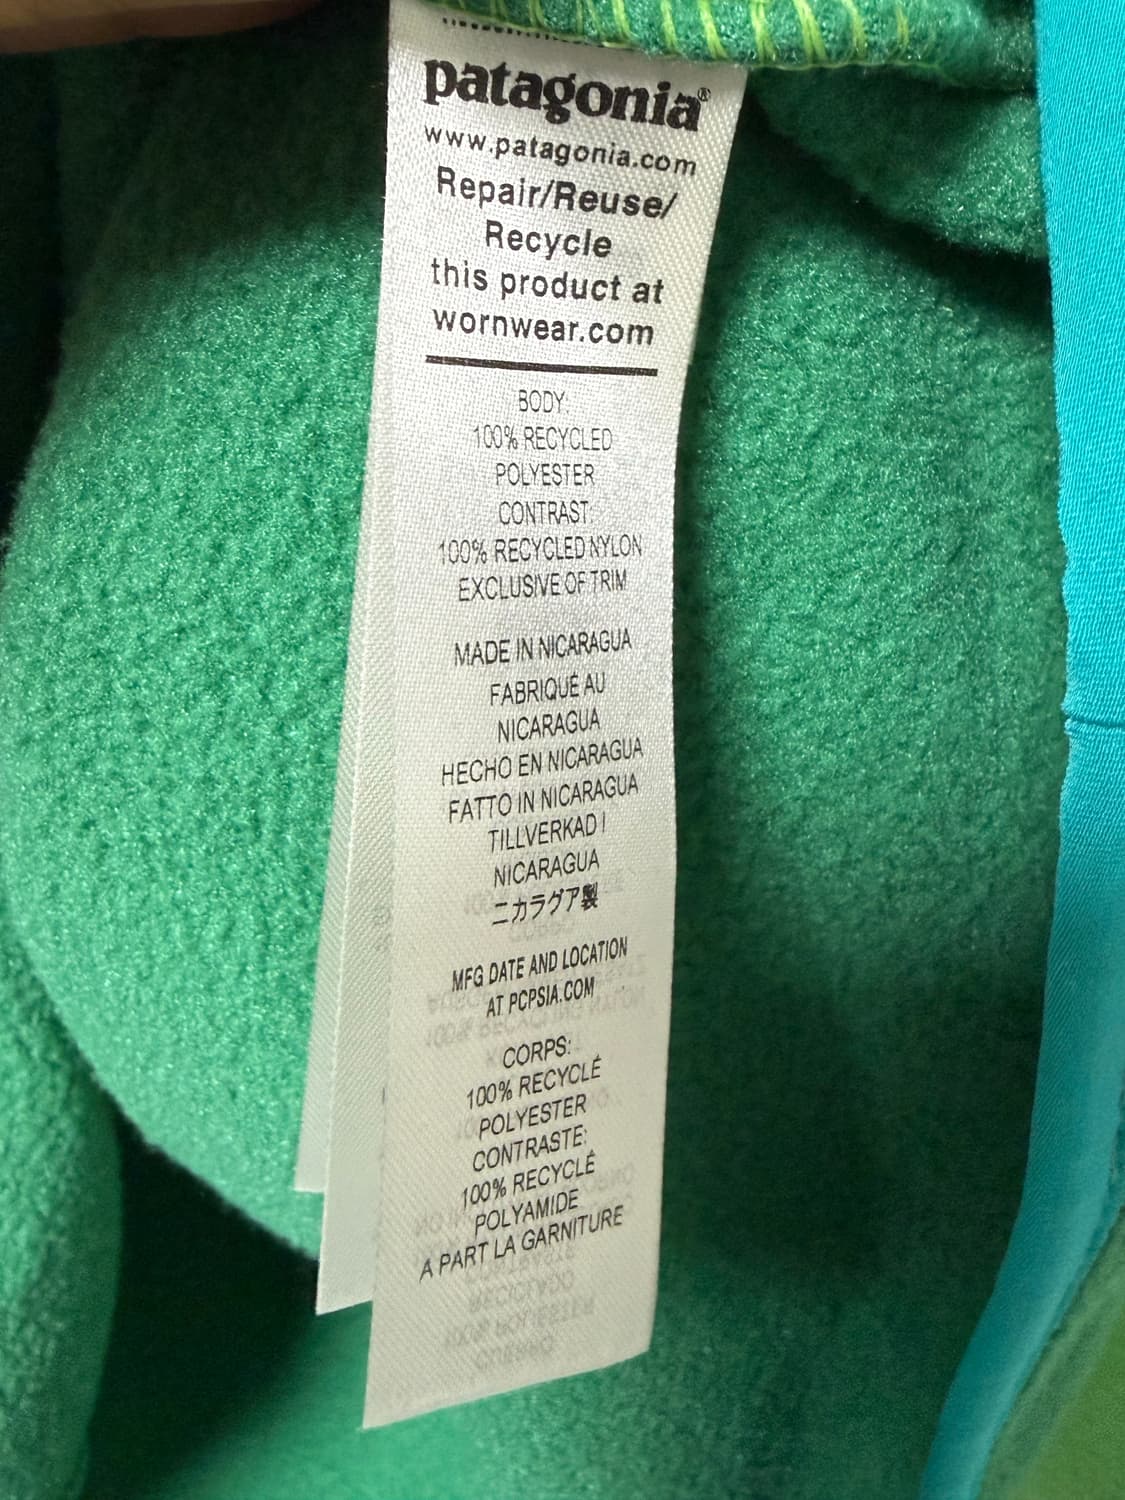 patagonia®
www.patagonia.com
Repair/Reuse/
Recycle
this product at
wornwear.com
BODY:
100% RECYCLED
POLYESTER
CONTRAST:
100% RECYCLED NYLON
EXCLUSIVE OF TRIM
MADE IN NICARAGUA
FABRIQUÉ AU
NICARAGUA
HECHO EN NICARAGUA
FATTO IN NICARAGUA
TILLVERKAD I
NICARAGUA
ニカラグア製
MFG DATE AND LOCATION
AT PCPSIA.COM
CORPS:
100% RECYCLÉ
POLYESTER
CONTRASTE:
100% RECYCLÉ
POLYAMIDE
A PART LA GARNITURE